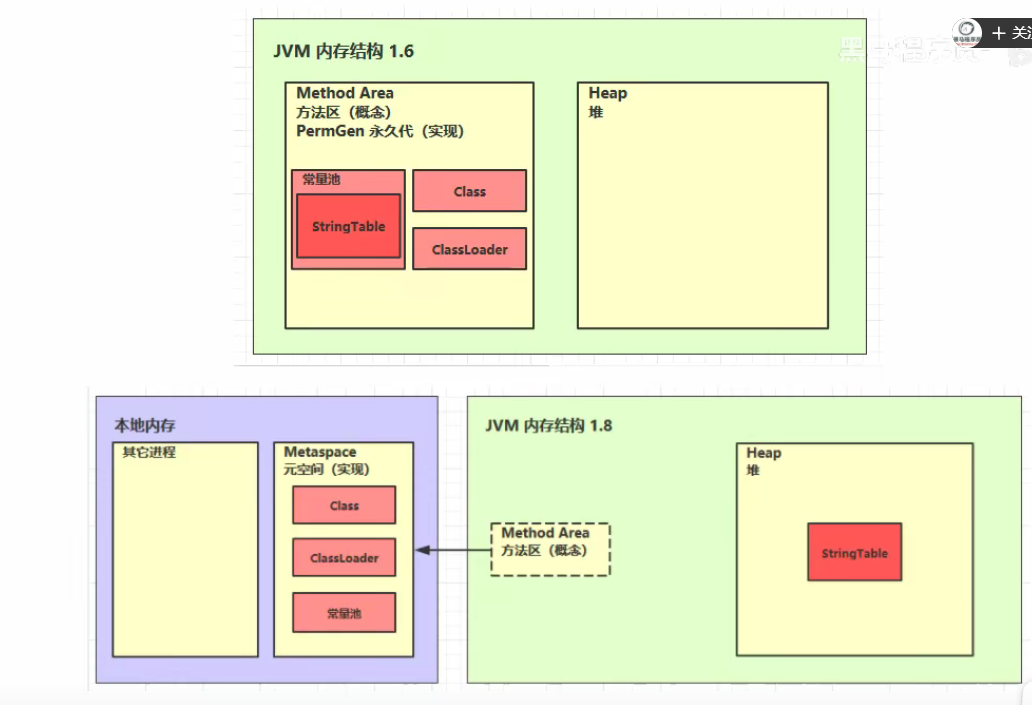 JVM 内存结构 1.6
+ 关注
Method Area
方法区（概念）
PermGen 永久代（实现）
常量池
StringTable
Class
ClassLoader
Heap
堆
本地内存
其它进程
Metaspace
元空间（实现）
Class
ClassLoader
常量池
JVM 内存结构 1.8
Method Area
方法区（概念）
Heap
堆
StringTable